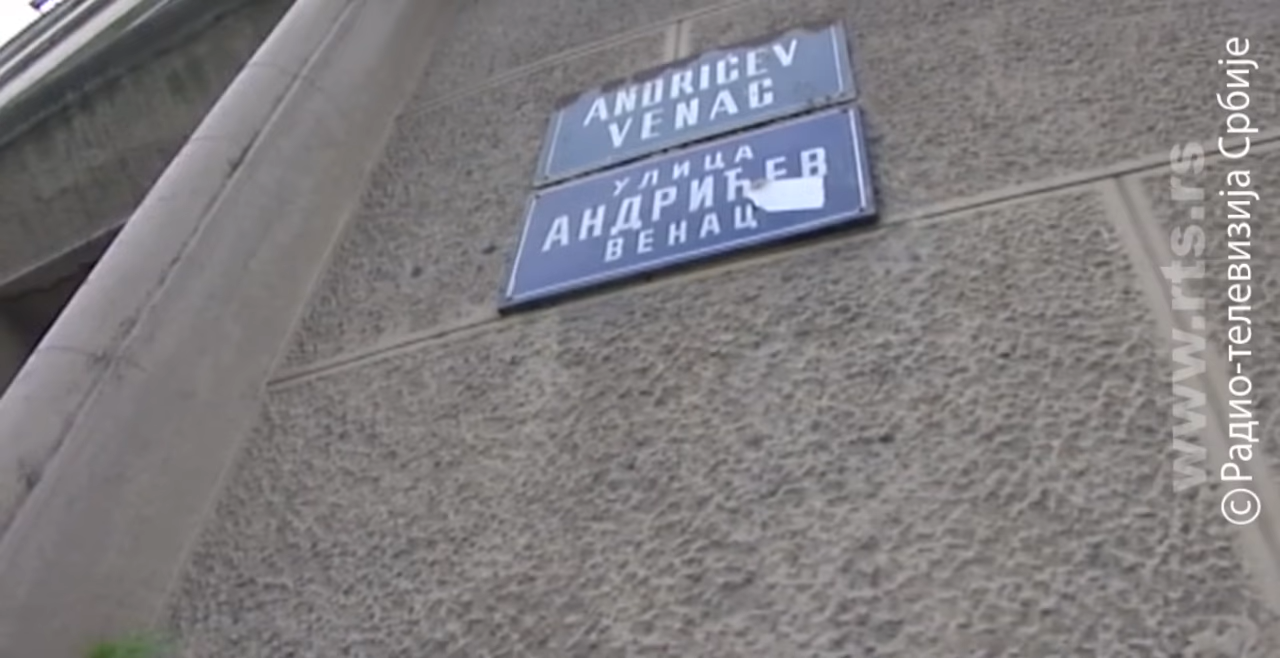 ANDRIĆEV
VENAC
УЛИЦА
АНДРИЋЕВ
ВЕНАЦ
www.rts.rs
©Радио-телевизија Србије